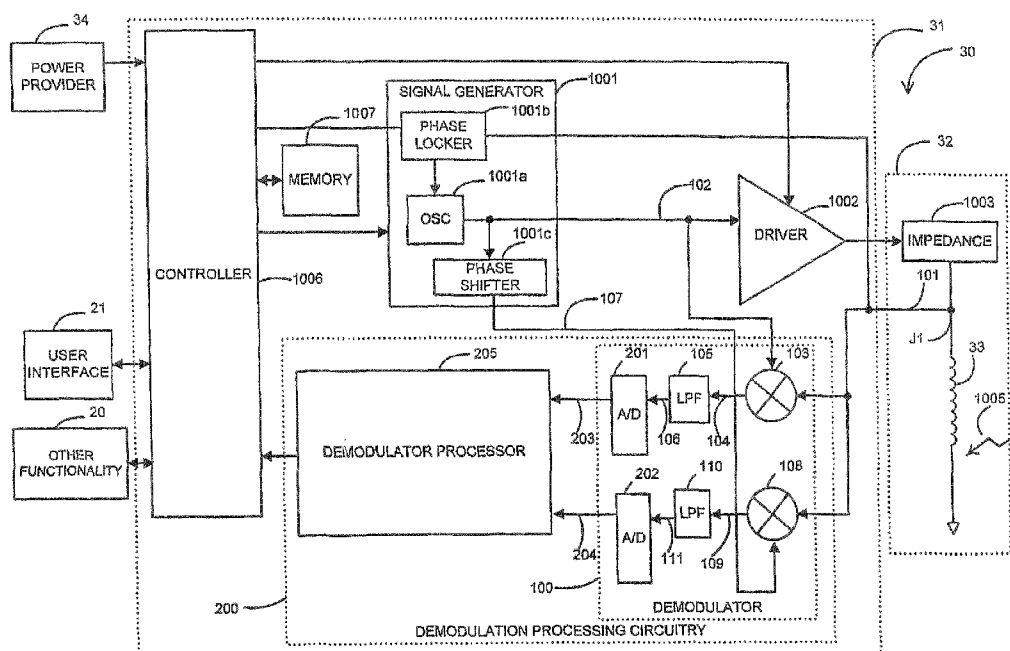 34
POWER
PROVIDER
31
30
SIGNAL GENERATOR
1001
1001b
PHASE
LOCKER
1007
MEMORY
1001a
OSC
1001c
PHASE
SHIFTER
102
1002
DRIVER
32
1003
IMPEDANCE
101
J1
33
1005
CONTROLLER
1006
107
21
USER
INTERFACE
20
OTHER
FUNCTIONALITY
205
DEMODULATOR PROCESSOR
201
A/D
105
LPF
103
203
106
104
202
A/D
110
LPF
108
204
111
109
100
DEMODULATOR
200
DEMODULATION PROCESSING CIRCUITRY